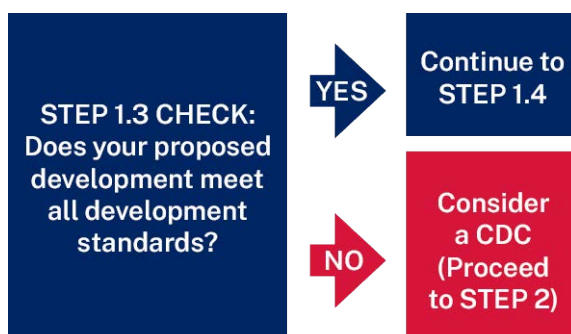 STEP 1.3 CHECK:
Does your proposed
development meet
all development
standards?
YES
Continue to
STEP 1.4
NO
Consider
a CDC
(Proceed
to STEP 2)